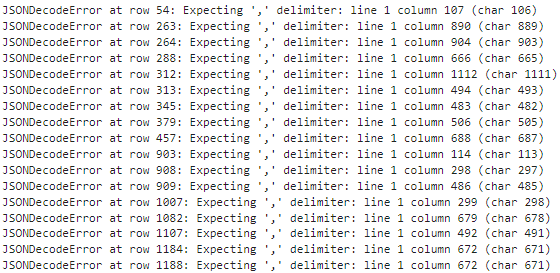 JSONDecodeError at row 54: Expecting ',' delimiter: line 1 column 107 (char 106)
JSONDecodeError at row 263: Expecting ',' delimiter: line 1 column 890 (char 889)
JSONDecodeError at row 264: Expecting ',' delimiter: line 1 column 904 (char 903)
JSONDecodeError at row 288: Expecting ',' delimiter: line 1 column 666 (char 665)
JSONDecodeError at row 312: Expecting ',' delimiter: line 1 column 1112 (char 1111)
JSONDecodeError at row 313: Expecting ',' delimiter: line 1 column 494 (char 493)
JSONDecodeError at row 345: Expecting ',' delimiter: line 1 column 483 (char 482)
JSONDecodeError at row 379: Expecting ',' delimiter: line 1 column 506 (char 505)
JSONDecodeError at row 457: Expecting ',' delimiter: line 1 column 688 (char 687)
JSONDecodeError at row 903: Expecting ',' delimiter: line 1 column 114 (char 113)
JSONDecodeError at row 908: Expecting ',' delimiter: line 1 column 298 (char 297)
JSONDecodeError at row 909: Expecting ',' delimiter: line 1 column 486 (char 485)
JSONDecodeError at row 1007: Expecting ',' delimiter: line 1 column 299 (char 298)
JSONDecodeError at row 1082: Expecting ',' delimiter: line 1 column 679 (char 678)
JSONDecodeError at row 1107: Expecting ',' delimiter: line 1 column 492 (char 491)
JSONDecodeError at row 1184: Expecting ',' delimiter: line 1 column 672 (char 671)
JSONDecodeError at row 1188: Expecting ',' delimiter: line 1 column 672 (char 671)